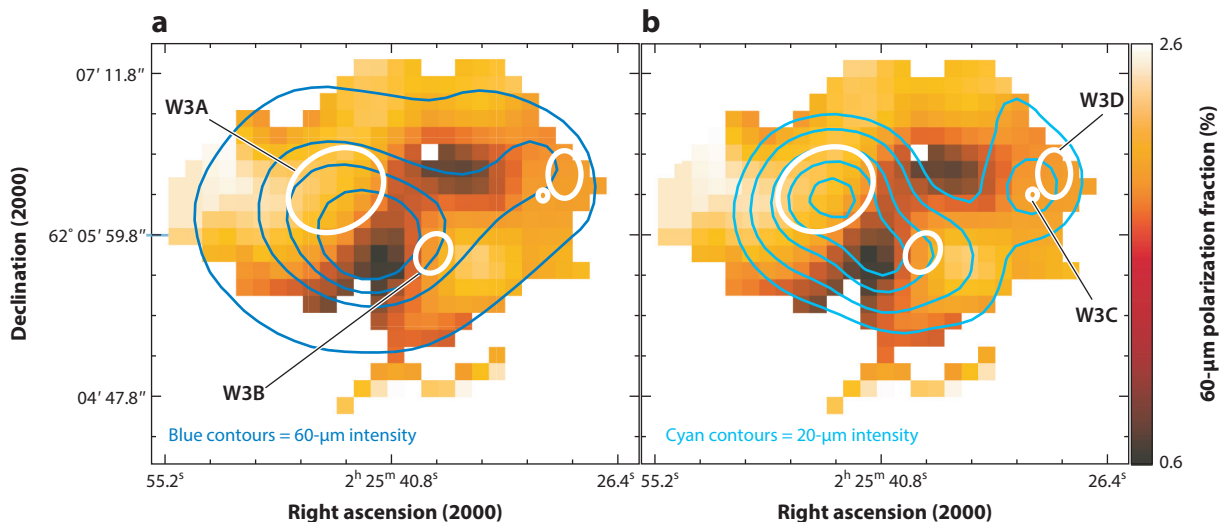 a
b
W3A
W3B
W3D
W3C
07′ 11.8″
62° 05′ 59.8″
04′ 47.8″
Declination (2000)
Blue contours = 60-μm intensity
Cyan contours = 20-μm intensity
55.2ˢ
2ʰ 25ᵐ 40.8ˢ
26.4ˢ
55.2ˢ
2ʰ 25ᵐ 40.8ˢ
26.4ˢ
Right ascension (2000)
Right ascension (2000)
2.6
0.6
60-μm polarization fraction (%)